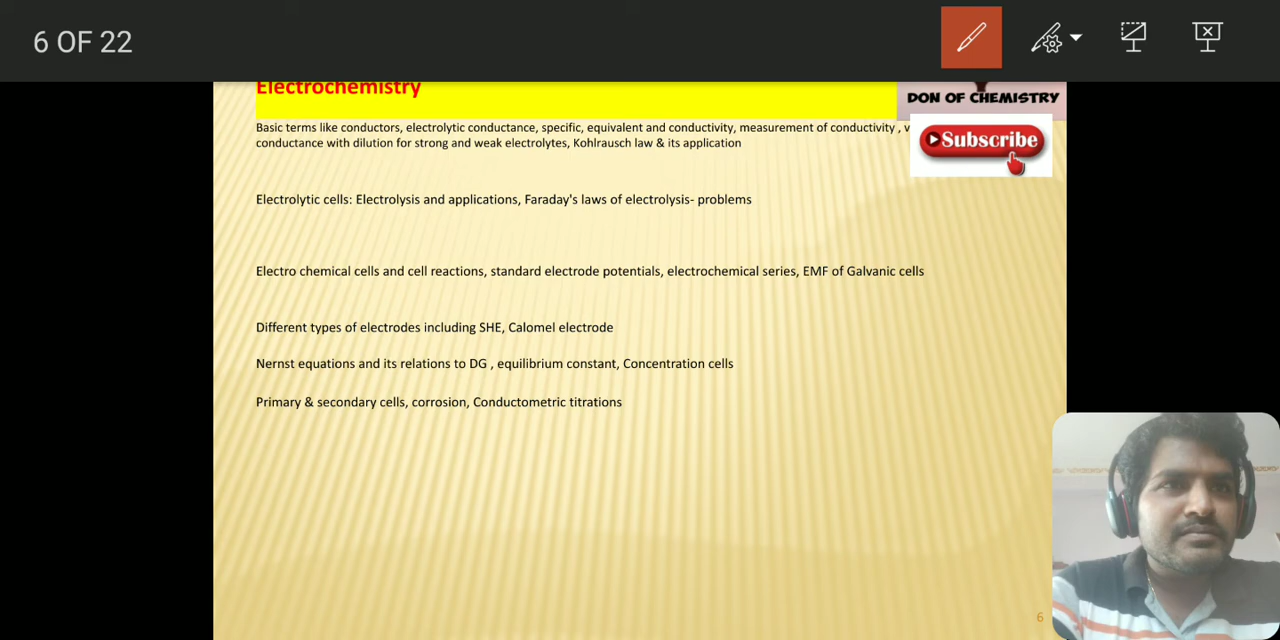 6 OF 22
Electrochemistry
DON OF CHEMISTRY
Subscribe
Basic terms like conductors, electrolytic conductance, specific, equivalent and conductivity, measurement of conductivity ,
conductance with dilution for strong and weak electrolytes, Kohlrausch law & its application
Electrolytic cells: Electrolysis and applications, Faraday's laws of electrolysis- problems
Electro chemical cells and cell reactions, standard electrode potentials, electrochemical series, EMF of Galvanic cells
Different types of electrodes including SHE, Calomel electrode
Nernst equations and its relations to DG , equilibrium constant, Concentration cells
Primary & secondary cells, corrosion, Conductometric titrations
6